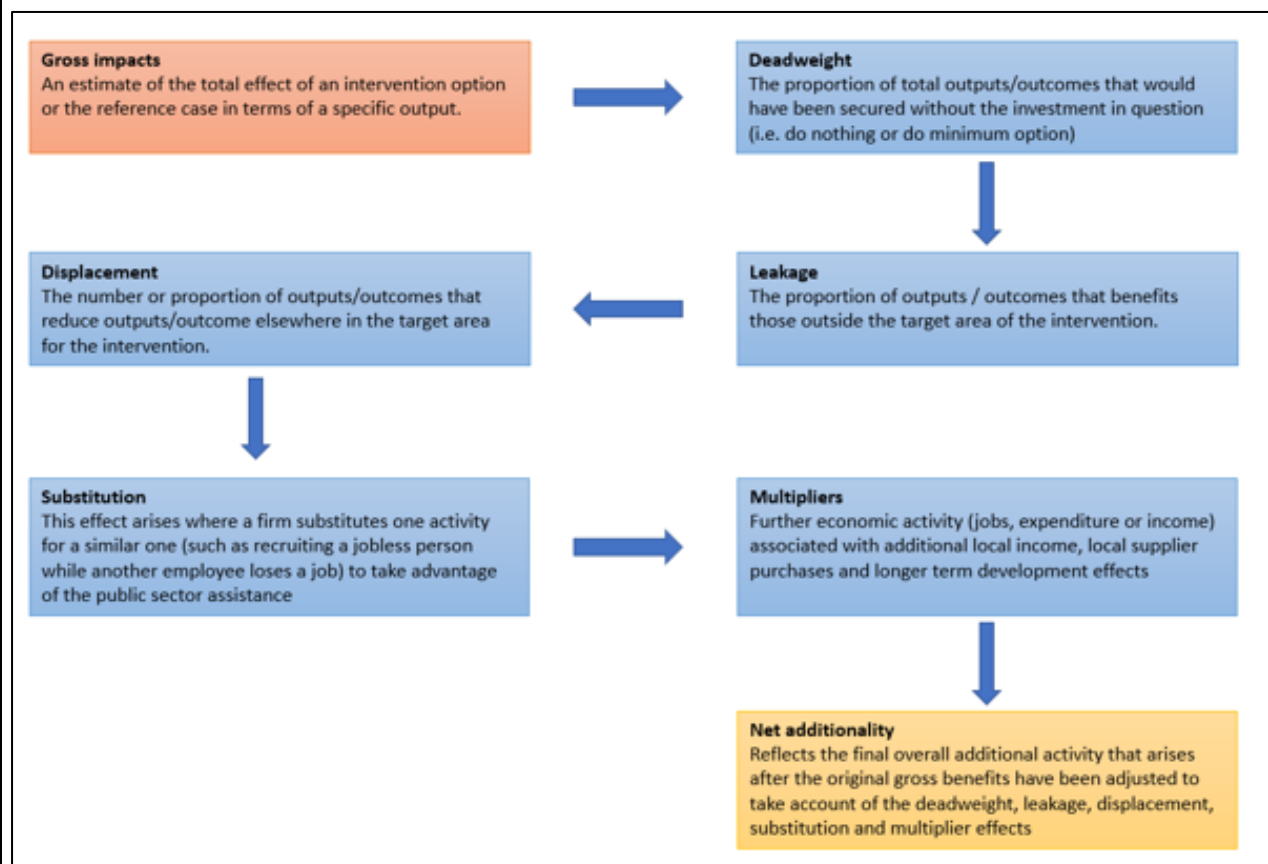 Gross impacts
An estimate of the total effect of an intervention option
or the reference case in terms of a specific output.
Deadweight
The proportion of total outputs/outcomes that would
have been secured without the investment in question
(i.e. do nothing or do minimum option)
Leakage
The proportion of outputs / outcomes that benefits
those outside the target area of the intervention.
Displacement
The number or proportion of outputs/outcomes that
reduce outputs/outcome elsewhere in the target area
for the intervention.
Substitution
This effect arises where a firm substitutes one activity
for a similar one (such as recruiting a jobless person
while another employee loses a job) to take advantage
of the public sector assistance
Multipliers
Further economic activity (jobs, expenditure or income)
associated with additional local income, local supplier
purchases and longer term development effects
Net additionality
Reflects the final overall additional activity that arises
after the original gross benefits have been adjusted to
take account of the deadweight, leakage, displacement,
substitution and multiplier effects